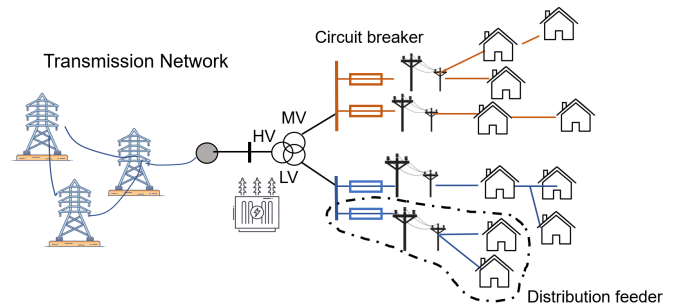 Circuit breaker
Transmission Network
MV
HV
LV
Distribution feeder